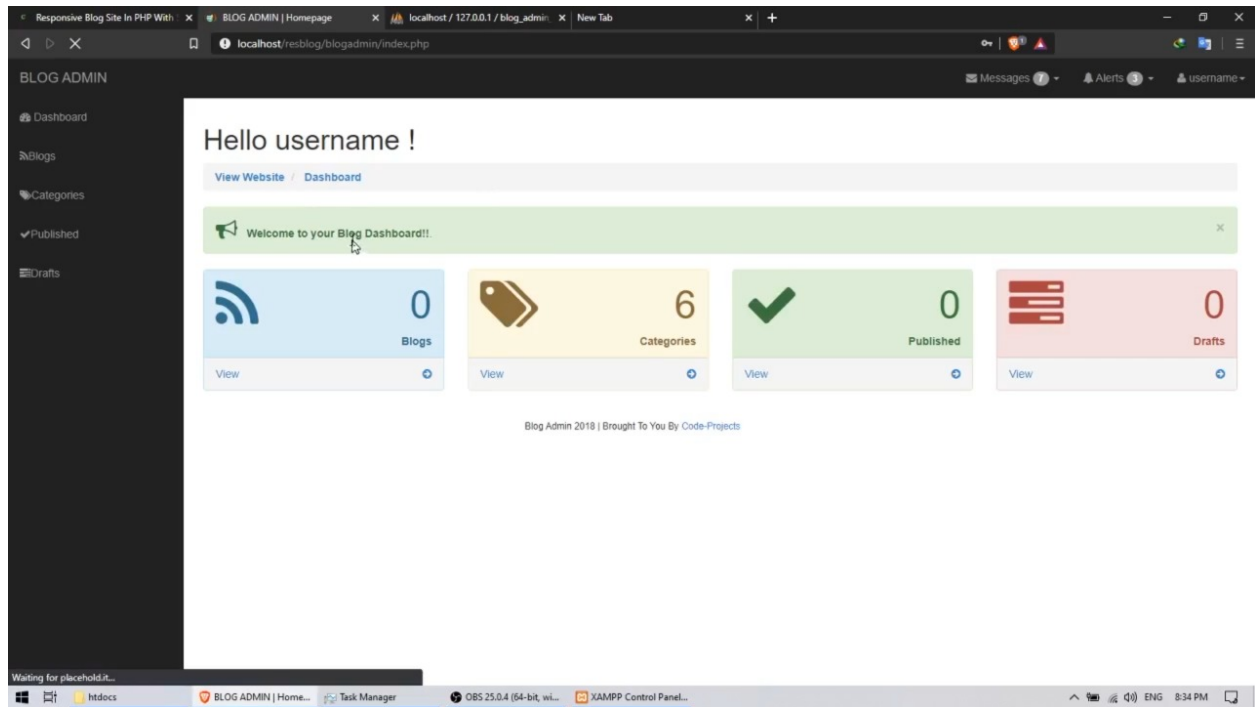 Responsive Blog Site In PHP With
BLOG ADMIN | Homepage
localhost / 127.0.0.1 / blog_admin
New Tab
localhost/resblog/blogadmin/index.php
BLOG ADMIN
Messages 7
Alerts 3
username
Dashboard
Blogs
Categories
Published
Drafts
Hello username !
View Website / Dashboard
Welcome to your Blog Dashboard!!.
0
Blogs
View
6
Categories
View
0
Published
View
0
Drafts
View
Blog Admin 2018 | Brought To You By Code-Projects
Waiting for placehold.it...
htdocs
BLOG ADMIN | Home...
Task Manager
OBS 25.0.4 (64-bit, wi...
XAMPP Control Panel...
ENG
8:34 PM